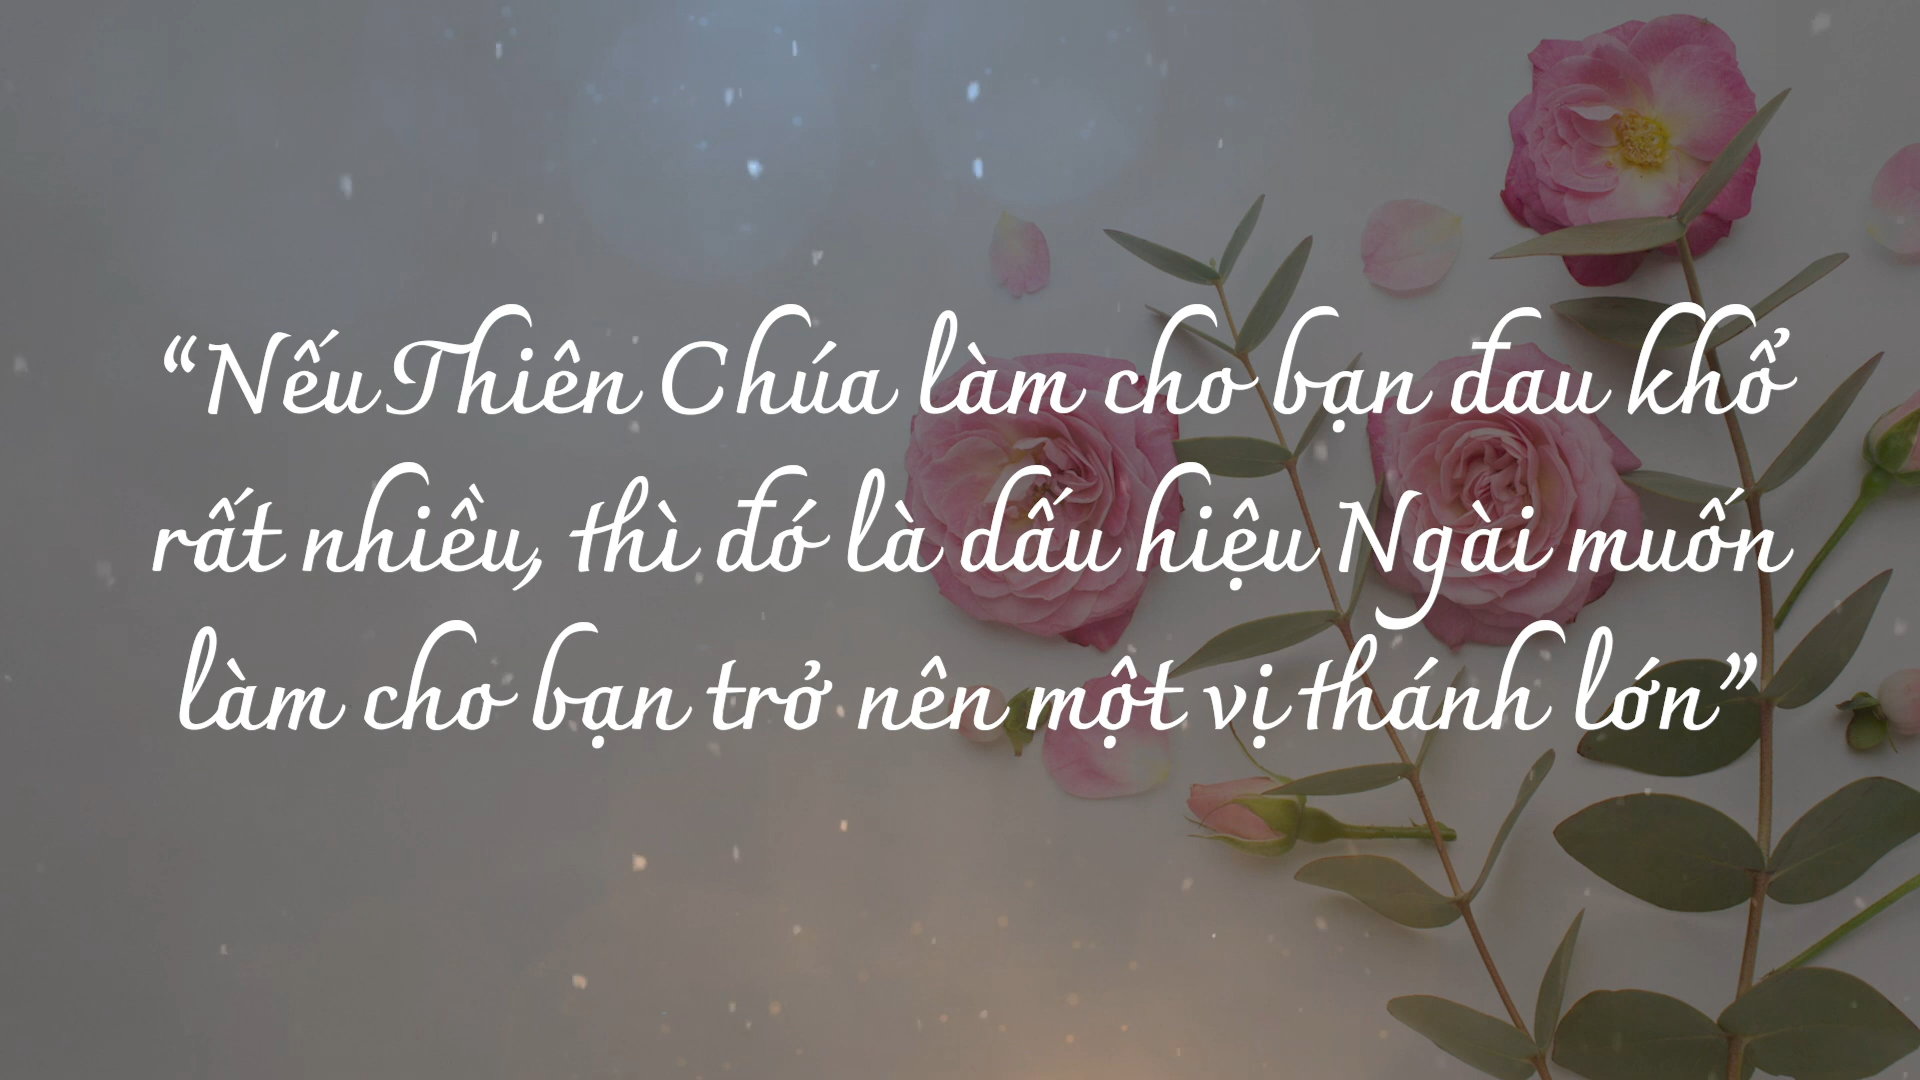 “Nếu Thiên Chúa làm cho bạn đau khổ
rất nhiều, thì đó là dấu hiệu Ngài muốn
làm cho bạn trở nên một vị thánh lớn”